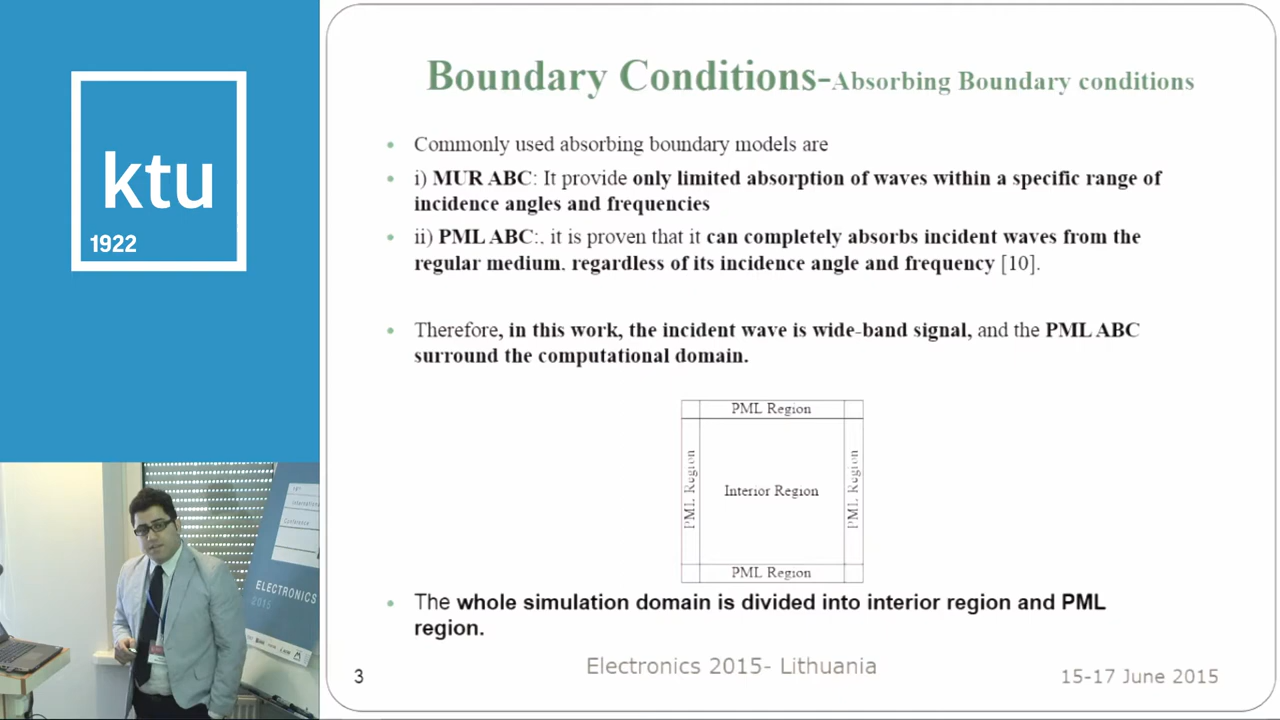 ktu
1922
Boundary Conditions-Absorbing Boundary conditions
Commonly used absorbing boundary models are
i) MUR ABC: It provide only limited absorption of waves within a specific range of
incidence angles and frequencies
ii) PML ABC:, it is proven that it can completely absorbs incident waves from the
regular medium, regardless of its incidence angle and frequency [10].
Therefore, in this work, the incident wave is wide-band signal, and the PML ABC
surround the computational domain.
PML Region
PML Region
Interior Region
PML Region
PML Region
The whole simulation domain is divided into interior region and PML
region.
3
Electronics 2015- Lithuania
15-17 June 2015
International
Conference
ELECTRONICS
2015